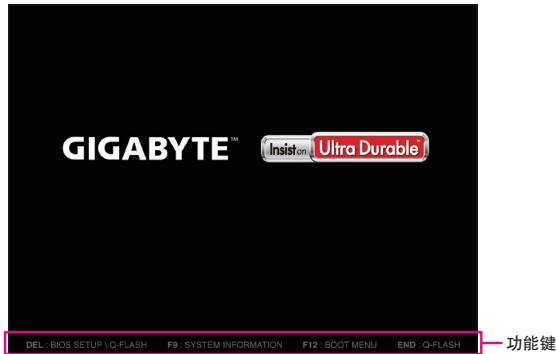 GIGABYTE™ Insist on Ultra Durable™
DEL : BIOS SETUP \ Q-FLASH F9 : SYSTEM INFORMATION F12 : BOOT MENU END : Q-FLASH
功能键